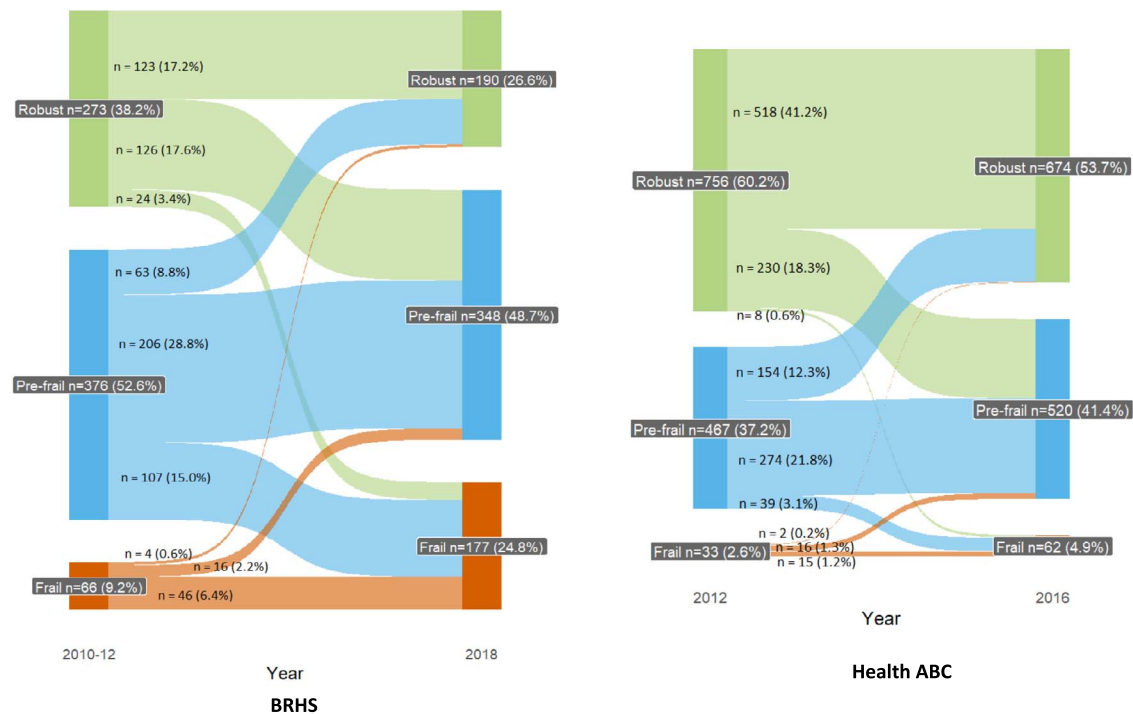 n = 123 (17.2%)
Robust n=190 (26.6%)
Robust n=273 (38.2%)
n = 126 (17.6%)
n = 24 (3.4%)
n = 63 (8.8%)
Pre-frail n=348 (48.7%)
n = 206 (28.8%)
Pre-frail n=376 (52.6%)
n = 107 (15.0%)
Frail n=177 (24.8%)
n = 4 (0.6%)
n = 16 (2.2%)
Frail n=66 (9.2%)
n = 46 (6.4%)
2010-12
2018
Year
BRHS
n = 518 (41.2%)
Robust n=674 (53.7%)
Robust n=756 (60.2%)
n = 230 (18.3%)
n= 8 (0.6%)
n = 154 (12.3%)
Pre-frail n=520 (41.4%)
Pre-frail n=467 (37.2%)
n = 274 (21.8%)
n = 39 (3.1%)
n = 2 (0.2%)
Frail n=62 (4.9%)
Frail n=33 (2.6%)
n = 16 (1.3%)
n = 15 (1.2%)
2012
2016
Year
Health ABC